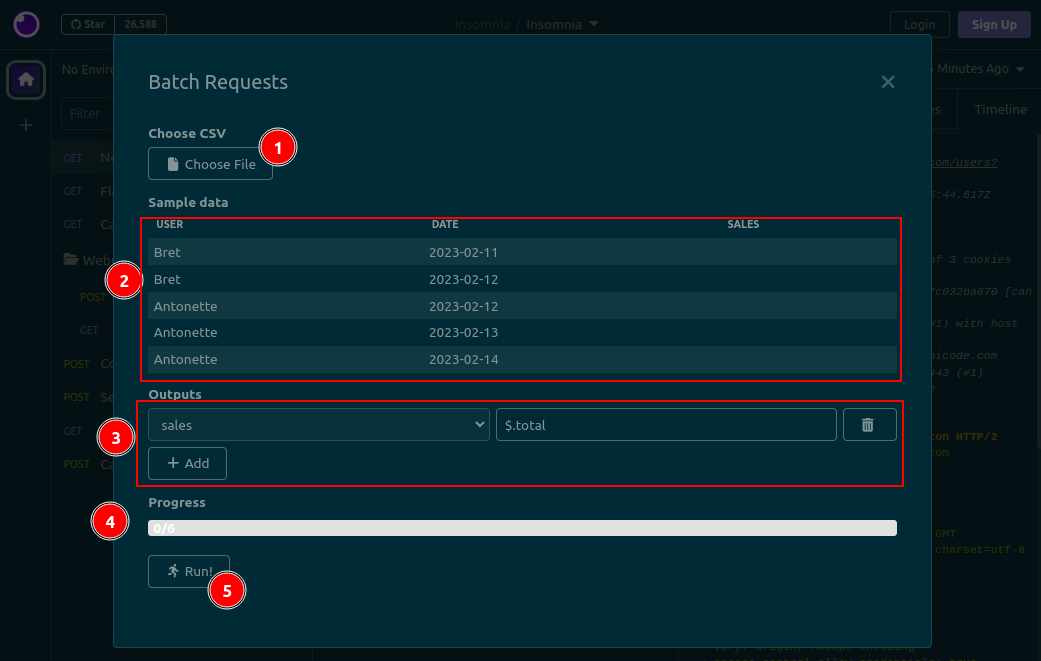 Star 26,588
Insomnia / Insomnia
Login
Sign Up
No Enviro
5 Minutes Ago
Filter
Timeline
GET
GET
GET
Web
POST
GET
POST
POST
GET
POST
Batch Requests
Choose CSV
1
Choose File
Sample data
USER DATE SALES
Bret 2023-02-11
2
Bret 2023-02-12
Antonette 2023-02-12
Antonette 2023-02-13
Antonette 2023-02-14
Outputs
sales $.total
3
+ Add
Progress
4
0/6
Run!
5
com/users?
:44.617Z
of 3 cookies
7c032ba670 [can
#1) with host
icode.com
443 (#1)
ton HTTP/2
com
GMT
charset=utf-8